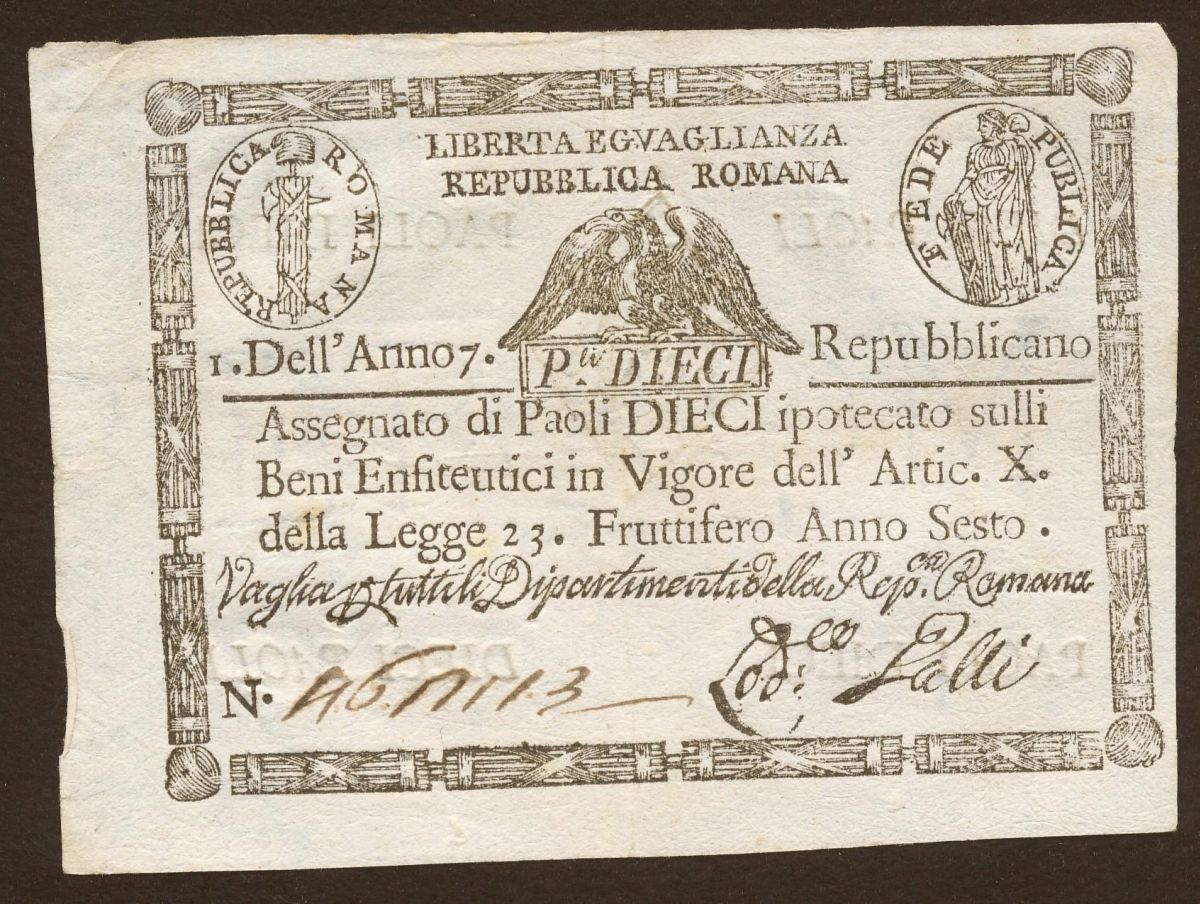 LIBERTA EGVAGLIANZA
REPUBBLICA ROMANA
REPUBBLICA ROMANA
FEDE PUBLICA
1. Dell' Anno 7.
P.li DIECI
Repubblicano
Assegnato di Paoli DIECI ipotecato sulli
Beni Enfiteutici in Vigore dell' Artic. X.
della Legge 23. Fruttifero Anno Sesto.
Vaglia p tutti li Dipartimenti della Rep.ca Romana
N.
Galli